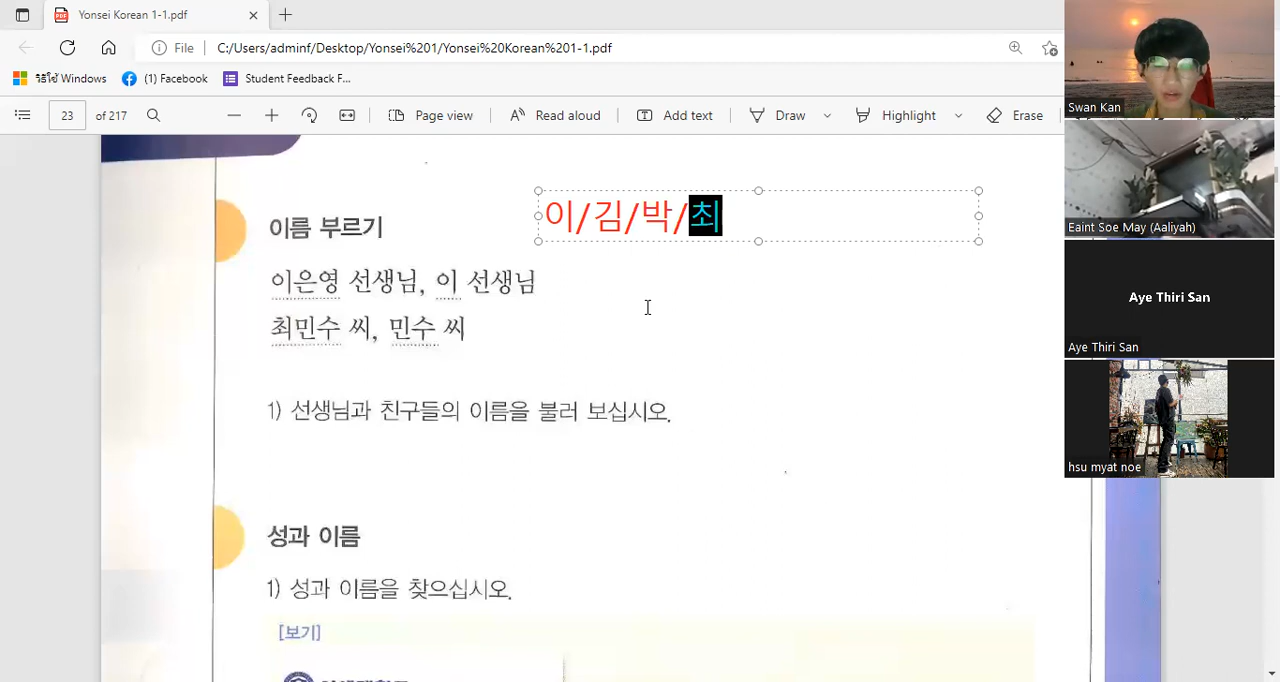 Yonsei Korean 1-1.pdf
File C:/Users/adminf/Desktop/Yonsei%201/Yonsei%20Korean%201-1.pdf
วิธีใช้ Windows (1) Facebook Student Feedback F...
23 of 217 Page view Read aloud Add text Draw Highlight Erase
이/김/박/최
이름 부르기
이은영 선생님, 이 선생님
최민수 씨, 민수 씨
1) 선생님과 친구들의 이름을 불러 보십시오.
성과 이름
1) 성과 이름을 찾으십시오.
[보기]
Swan Kan
Eaint Soe May (Aaliyah)
Aye Thiri San
Aye Thiri San
hsu myat noe